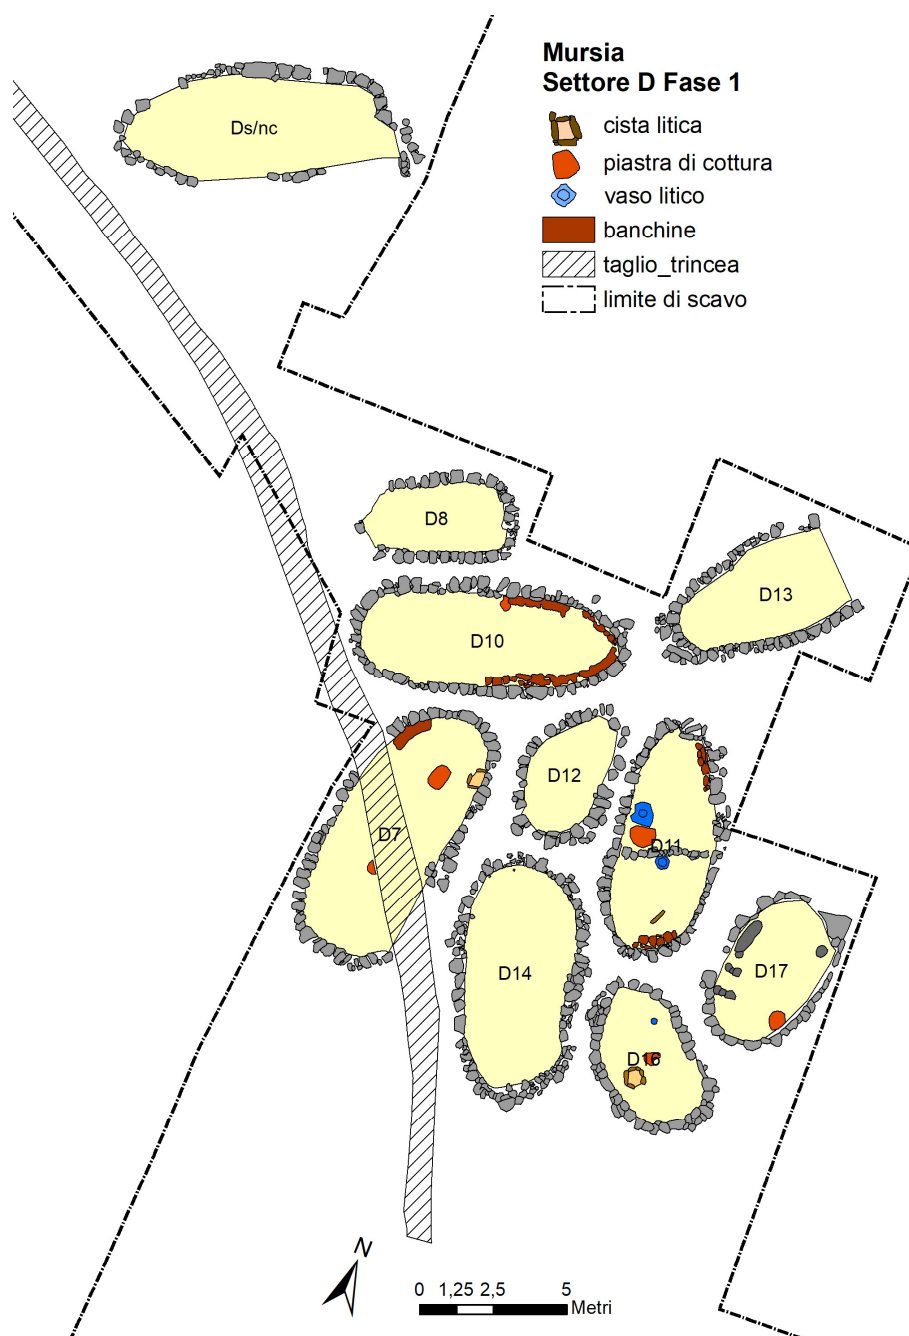 Mursia
Settore D Fase 1
cista litica
piastra di cottura
vaso litico
banchine
taglio_trincea
limite di scavo
Ds/nc
D8
D13
D10
D12
D7
D11
D14
D17
D16
N
0 1,25 2,5 5
Metri